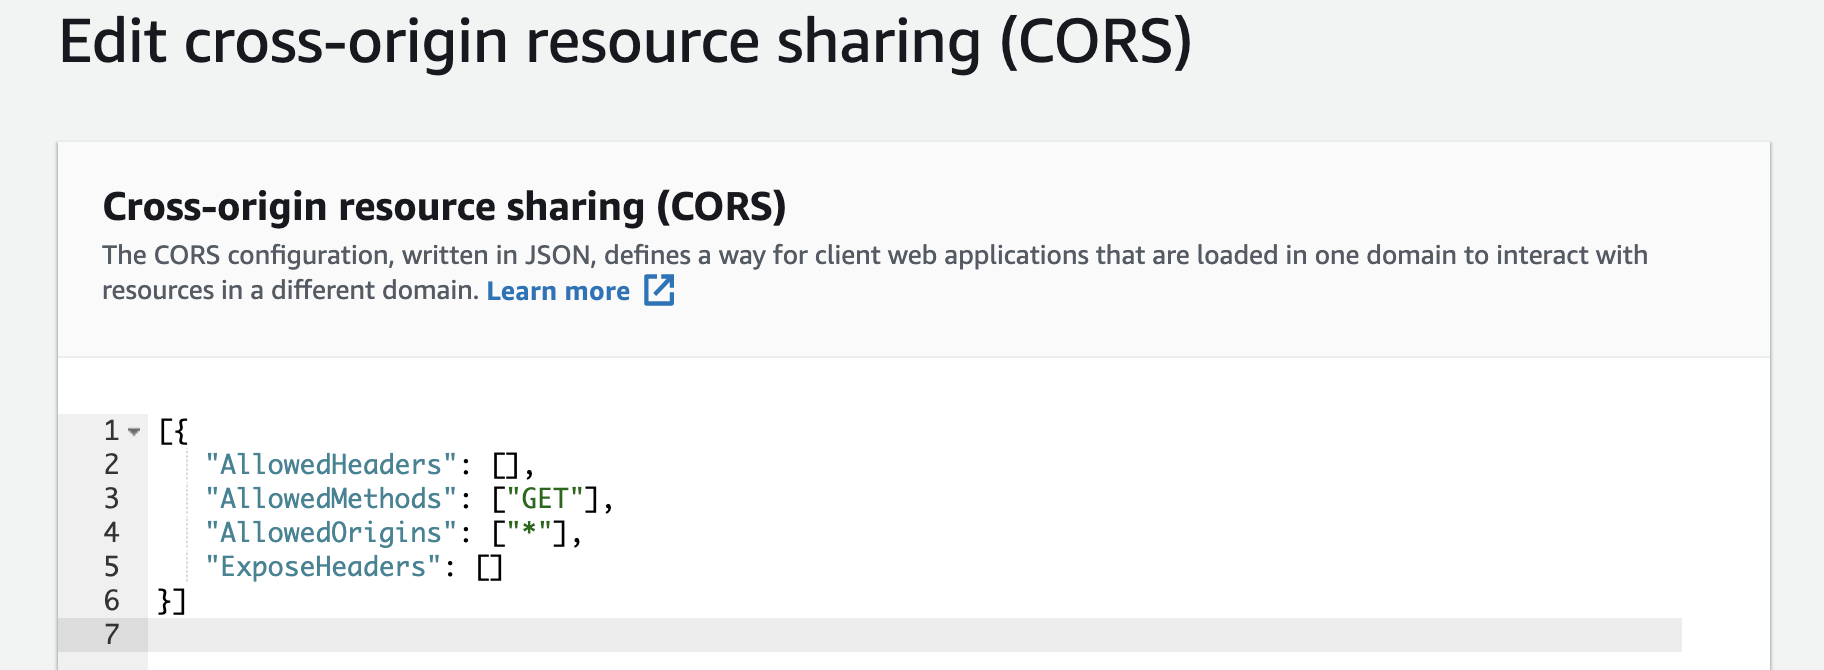 Edit cross-origin resource sharing (CORS)
Cross-origin resource sharing (CORS)
The CORS configuration, written in JSON, defines a way for client web applications that are loaded in one domain to interact with
resources in a different domain. Learn more
1 [{
2 "AllowedHeaders": [],
3 "AllowedMethods": ["GET"],
4 "AllowedOrigins": ["*"],
5 "ExposeHeaders": []
6 }]
7